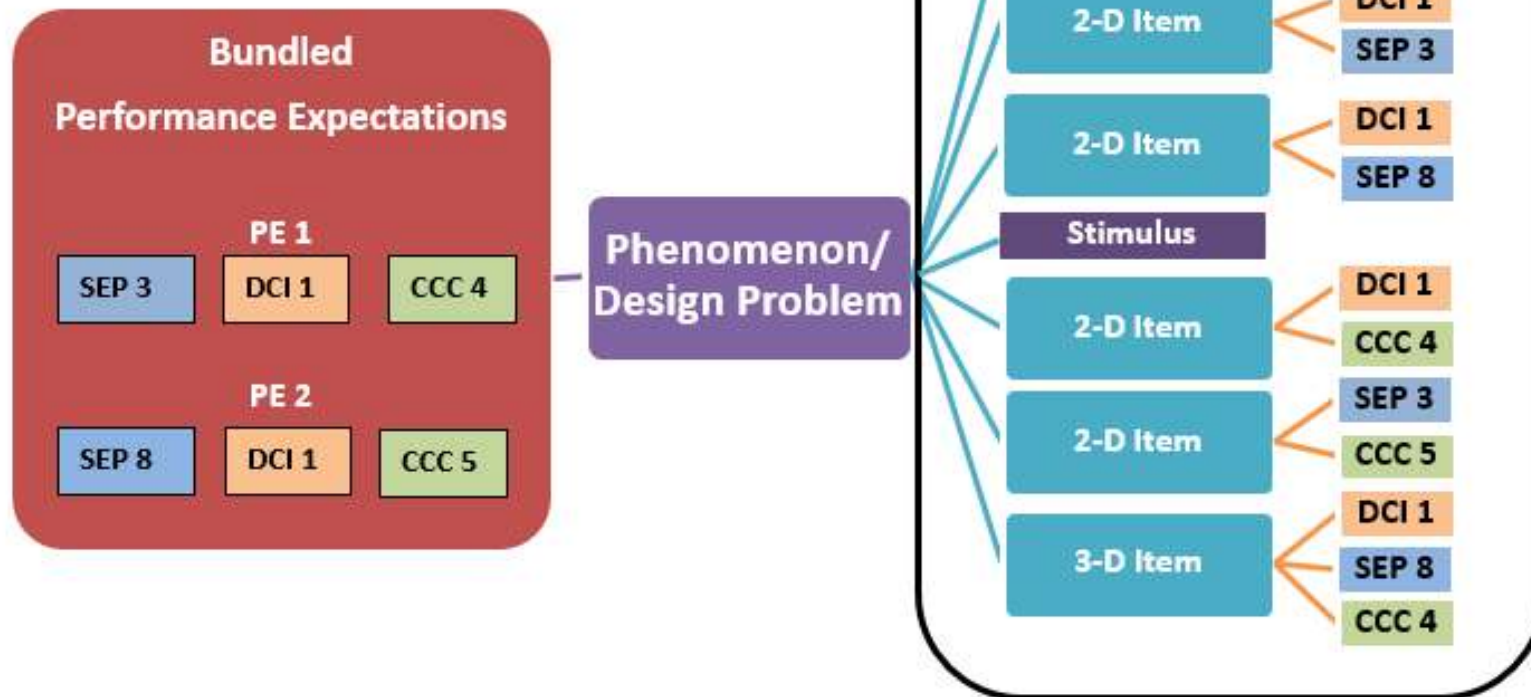 Bundled
Performance Expectations
PE 1
SEP 3 DCI 1 CCC 4
PE 2
SEP 8 DCI 1 CCC 5
Phenomenon/
Design Problem
2-D Item
DCI 1
SEP 3
2-D Item
DCI 1
SEP 8
Stimulus
2-D Item
DCI 1
CCC 4
2-D Item
SEP 3
CCC 5
3-D Item
DCI 1
SEP 8
CCC 4